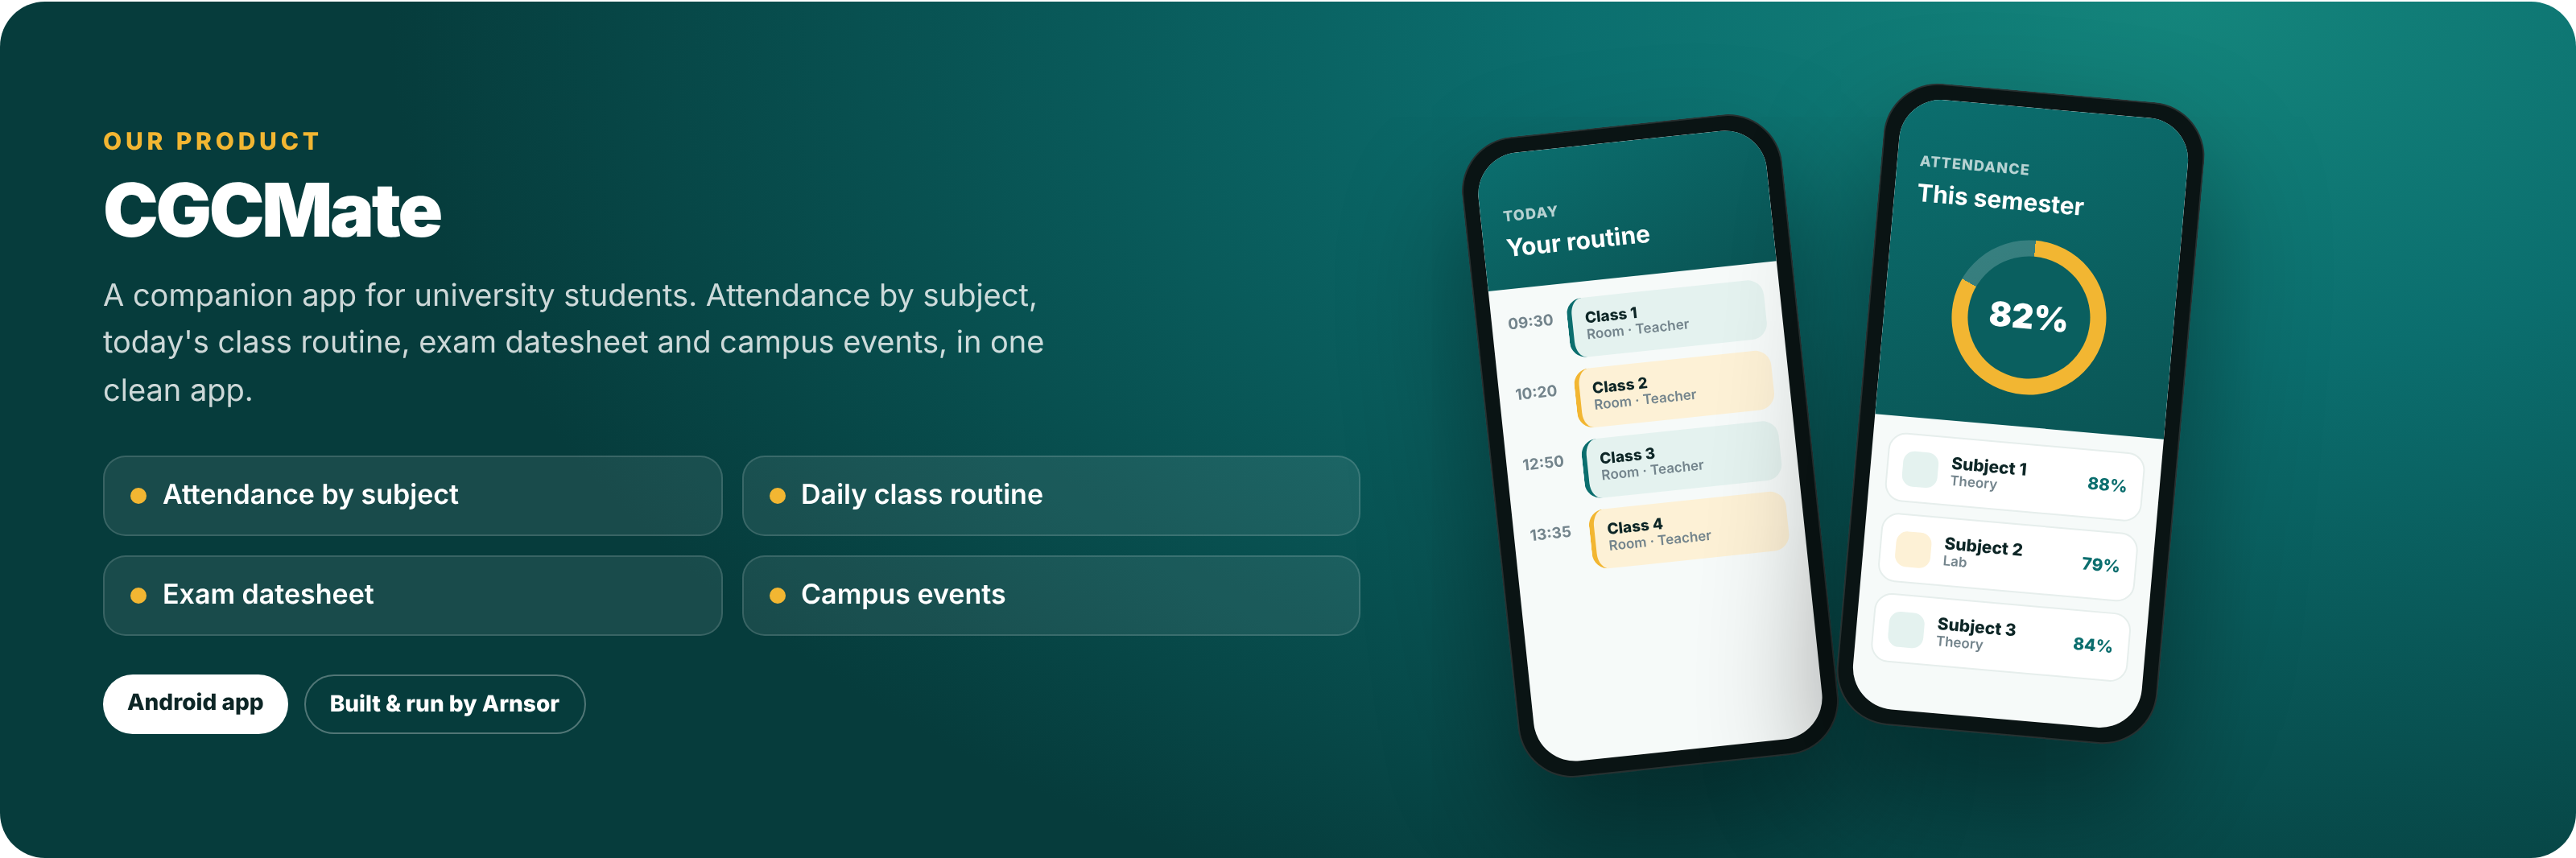 OUR PRODUCT
CGCMate
A companion app for university students. Attendance by subject,
today's class routine, exam datesheet and campus events, in one
clean app.
Attendance by subject
Daily class routine
Exam datesheet
Campus events
Android app
Built & run by Arnsor
TODAY
Your routine
09:30
Class 1
Room · Teacher
10:20
Class 2
Room · Teacher
12:50
Class 3
Room · Teacher
13:35
Class 4
Room · Teacher
ATTENDANCE
This semester
82%
Subject 1
Theory
88%
Subject 2
Lab
79%
Subject 3
Theory
84%